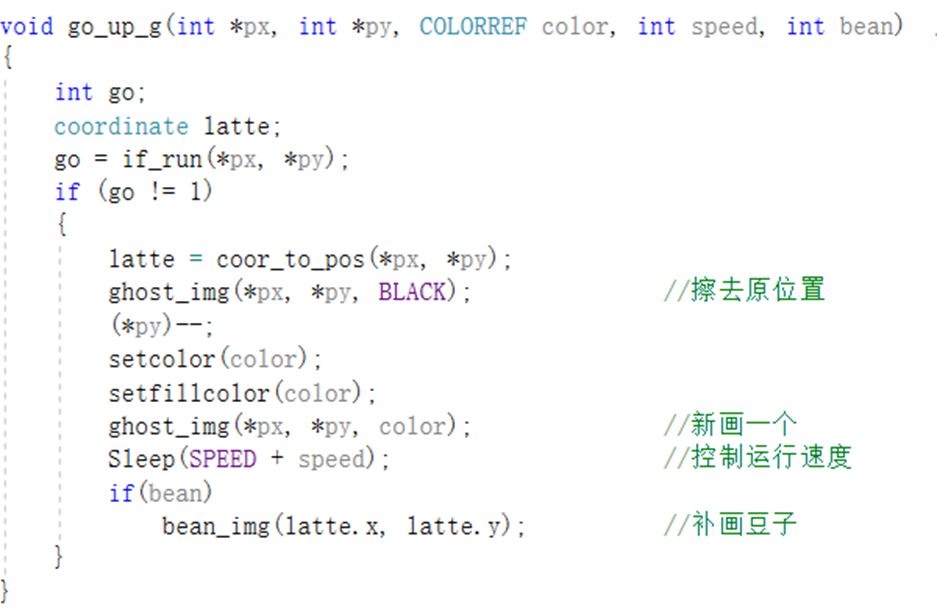 void go_up_g(int *px, int *py, COLORREF color, int speed, int bean)
{
    int go;
    coordinate latte;
    go = if_run(*px, *py);
    if (go != 1)
    {
        latte = coor_to_pos(*px, *py);
        ghost_img(*px, *py, BLACK);              //擦去原位置
        (*py)--;
        setcolor(color);
        setfillcolor(color);
        ghost_img(*px, *py, color);              //新画一个
        Sleep(SPEED + speed);                    //控制运行速度
        if(bean)
            bean_img(latte.x, latte.y);          //补画豆子
    }
}